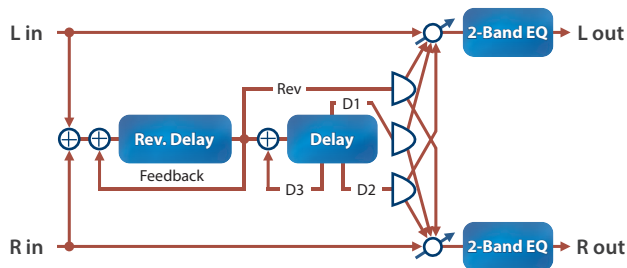 L in
2-Band EQ
L out
Rev
D1
Rev. Delay
Delay
Feedback
D3
D2
R in
2-Band EQ
R out